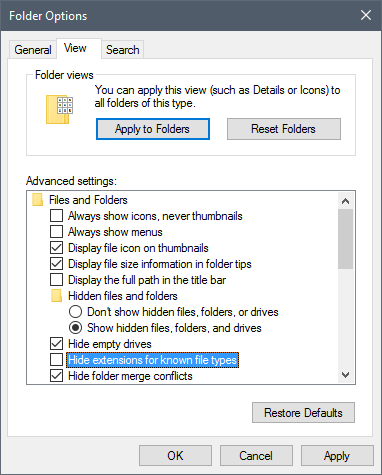 Folder Options
General
View
Search
Folder views
You can apply this view (such as Details or Icons) to
all folders of this type.
Apply to Folders
Reset Folders
Advanced settings:
Files and Folders
Always show icons, never thumbnails
Always show menus
Display file icon on thumbnails
Display file size information in folder tips
Display the full path in the title bar
Hidden files and folders
Don't show hidden files, folders, or drives
Show hidden files, folders, and drives
Hide empty drives
Hide extensions for known file types
Hide folder merge conflicts
Restore Defaults
OK
Cancel
Apply